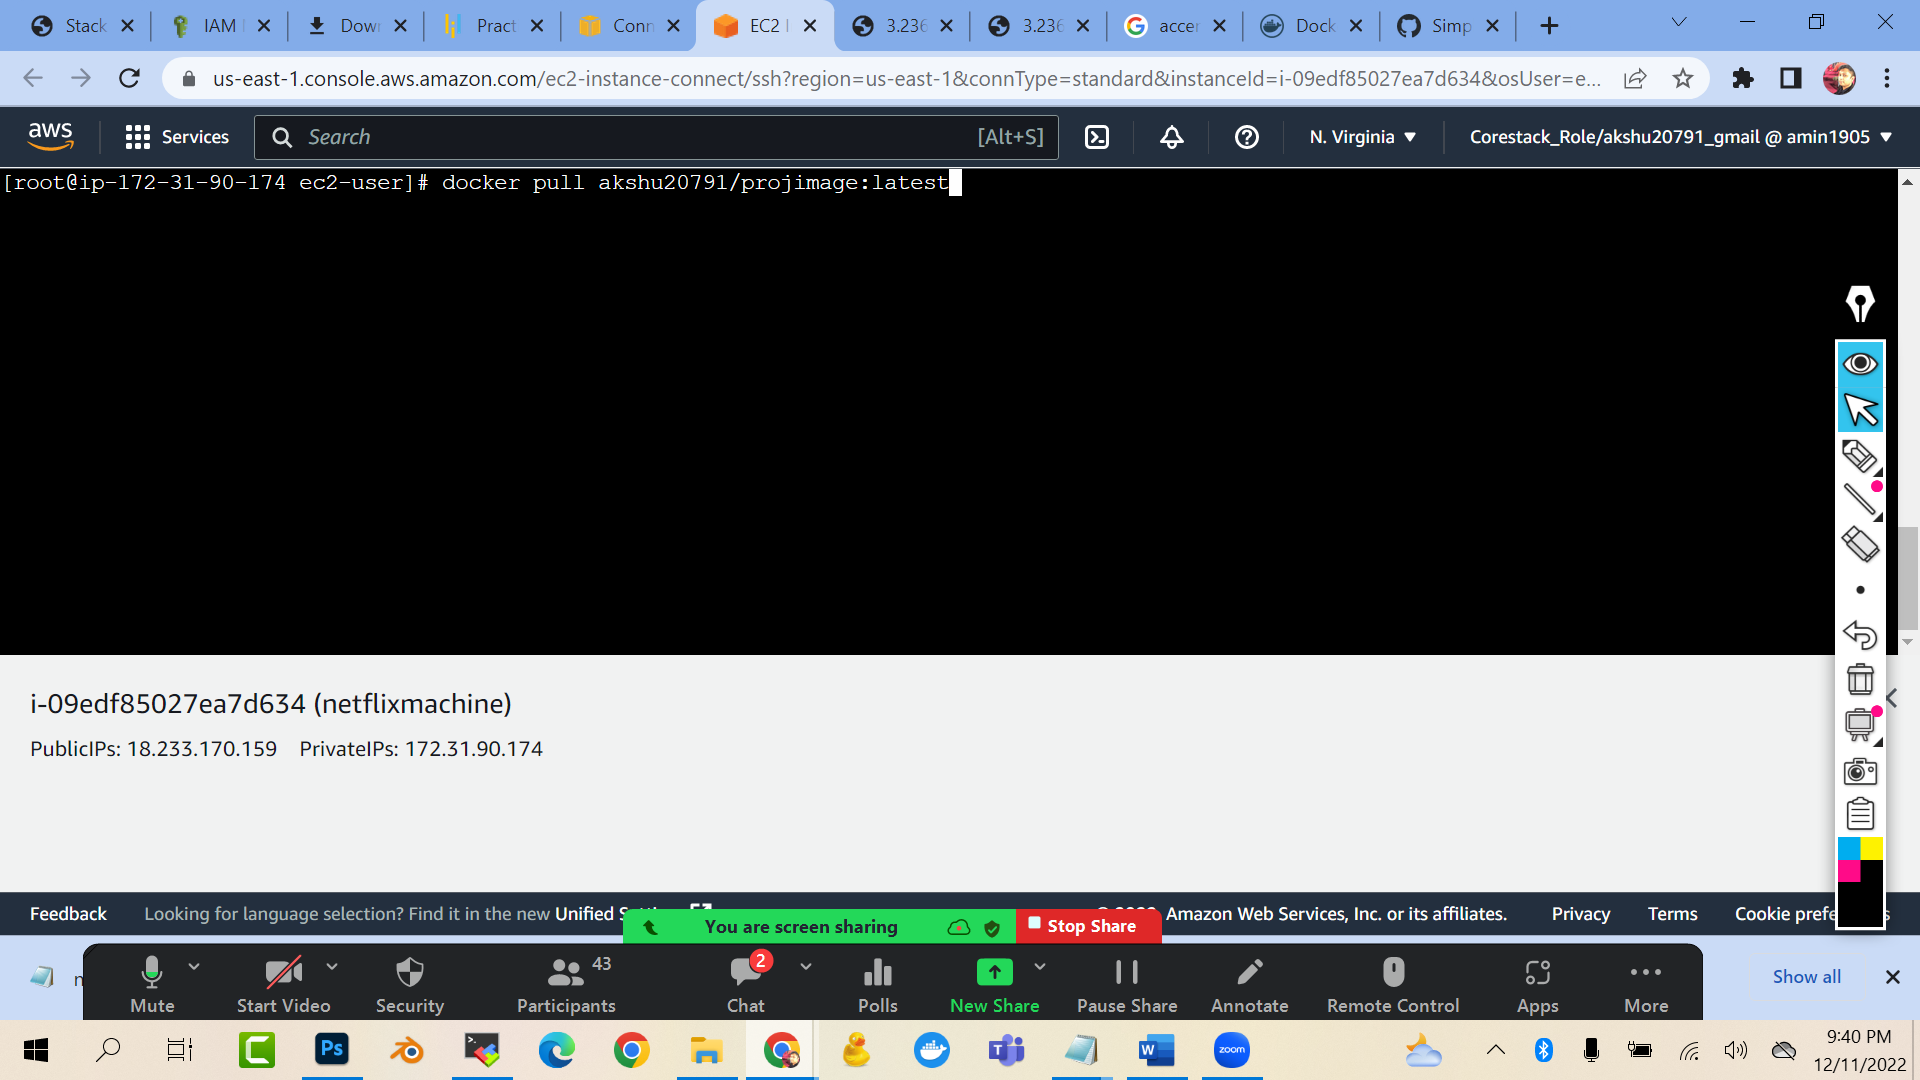 Stack
IAM
Down
Pract
Conn
EC2 I
3.236
3.236
accer
Dock
Simp
us-east-1.console.aws.amazon.com/ec2-instance-connect/ssh?region=us-east-1&connType=standard&instanceId=i-09edf85027ea7d634&osUser=e...
aws
Services
Search
[Alt+S]
N. Virginia
Corestack_Role/akshu20791_gmail @ amin1905
[root@ip-172-31-90-174 ec2-user]# docker pull akshu20791/projimage:latest
i-09edf85027ea7d634 (netflixmachine)
PublicIPs: 18.233.170.159 PrivateIPs: 172.31.90.174
Feedback
Looking for language selection? Find it in the new Unified
Amazon Web Services, Inc. or its affiliates.
Privacy
Terms
Cookie prefe
You are screen sharing
Stop Share
Mute
Start Video
Security
43
Participants
2
Chat
Polls
New Share
Pause Share
Annotate
Remote Control
Apps
More
Show all
Ps
W
zoom
9:40 PM
12/11/2022